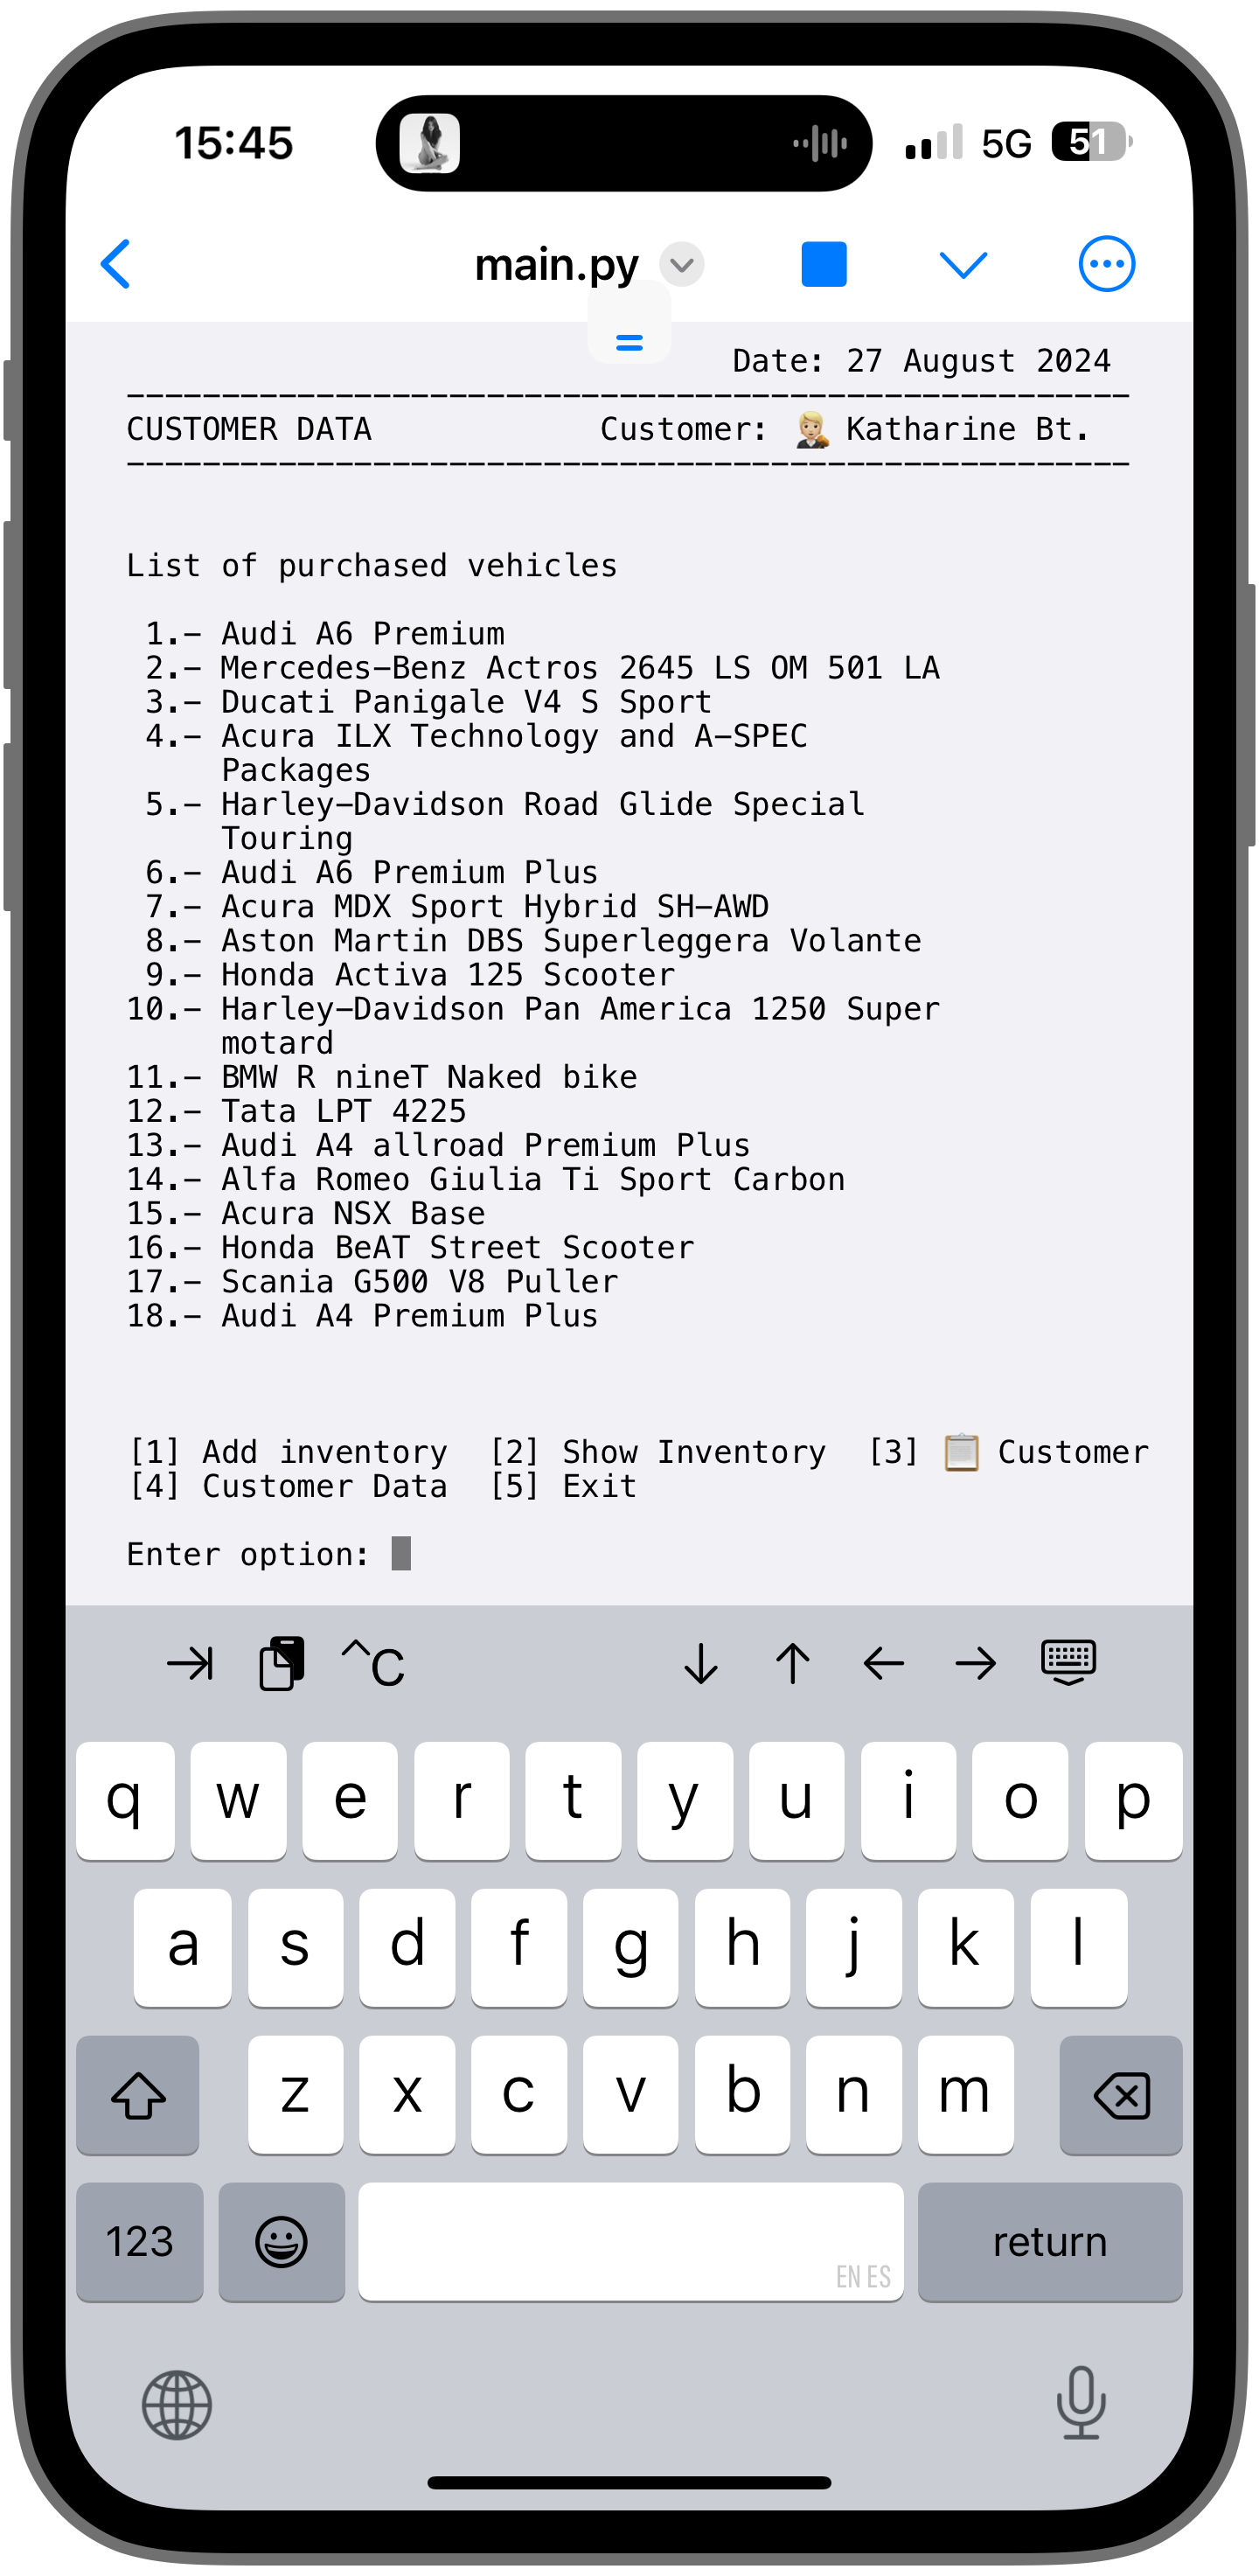 15:45 5G 51
main.py
=
Date: 27 August 2024
-----------------------------------------------------
CUSTOMER DATA Customer: 🤵🏼 Katharine Bt.
-----------------------------------------------------
List of purchased vehicles
1.- Audi A6 Premium
2.- Mercedes-Benz Actros 2645 LS OM 501 LA
3.- Ducati Panigale V4 S Sport
4.- Acura ILX Technology and A-SPEC
Packages
5.- Harley-Davidson Road Glide Special
Touring
6.- Audi A6 Premium Plus
7.- Acura MDX Sport Hybrid SH-AWD
8.- Aston Martin DBS Superleggera Volante
9.- Honda Activa 125 Scooter
10.- Harley-Davidson Pan America 1250 Super
motard
11.- BMW R nineT Naked bike
12.- Tata LPT 4225
13.- Audi A4 allroad Premium Plus
14.- Alfa Romeo Giulia Ti Sport Carbon
15.- Acura NSX Base
16.- Honda BeAT Street Scooter
17.- Scania G500 V8 Puller
18.- Audi A4 Premium Plus
[1] Add inventory [2] Show Inventory [3] 📋 Customer
[4] Customer Data [5] Exit
Enter option:
^C
q w e r t y u i o p
a s d f g h j k l
z x c v b n m
123 EN ES return